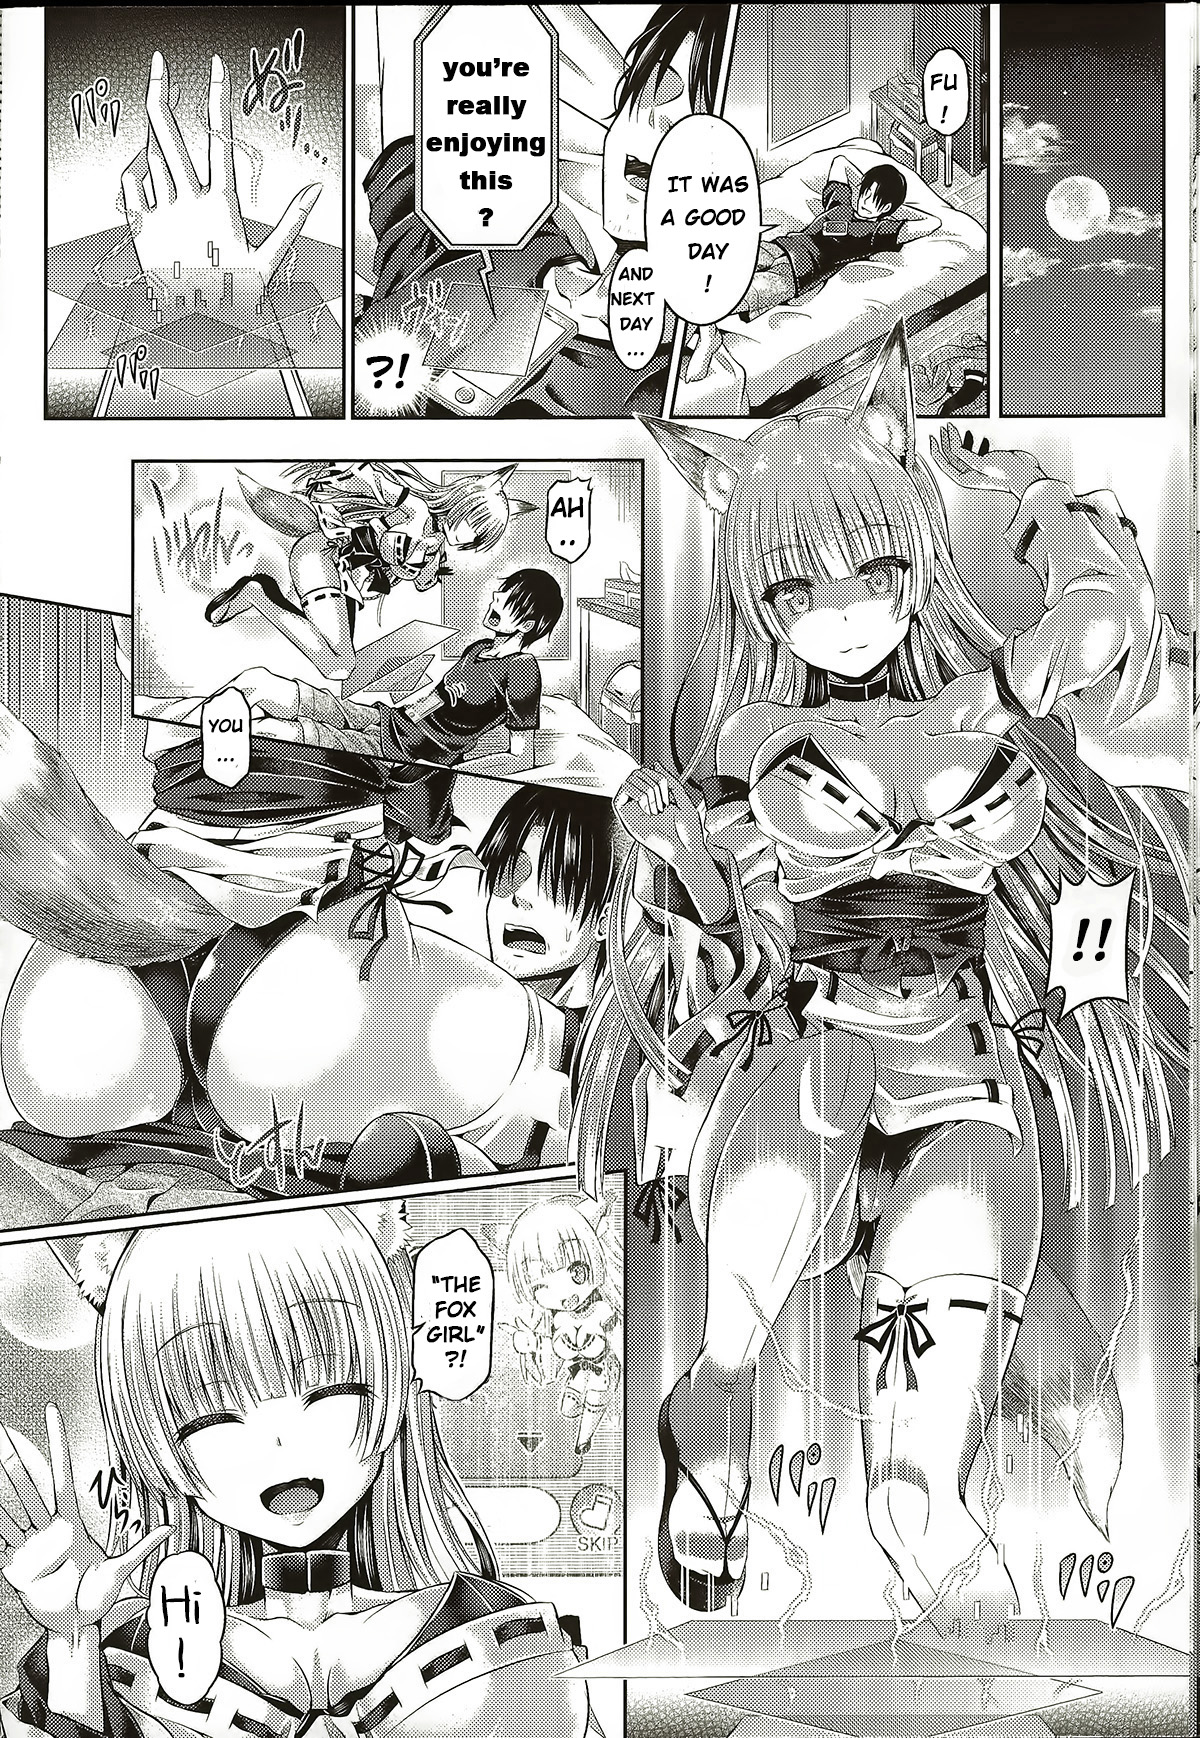 FU
!
IT WAS
A GOOD
DAY
!
AND
NEXT
DAY
...
you're
really
enjoying
this
?
?!
!!
AH
..
YOU
...
"THE
FOX
GIRL"
?!
SKIP
Hi
!